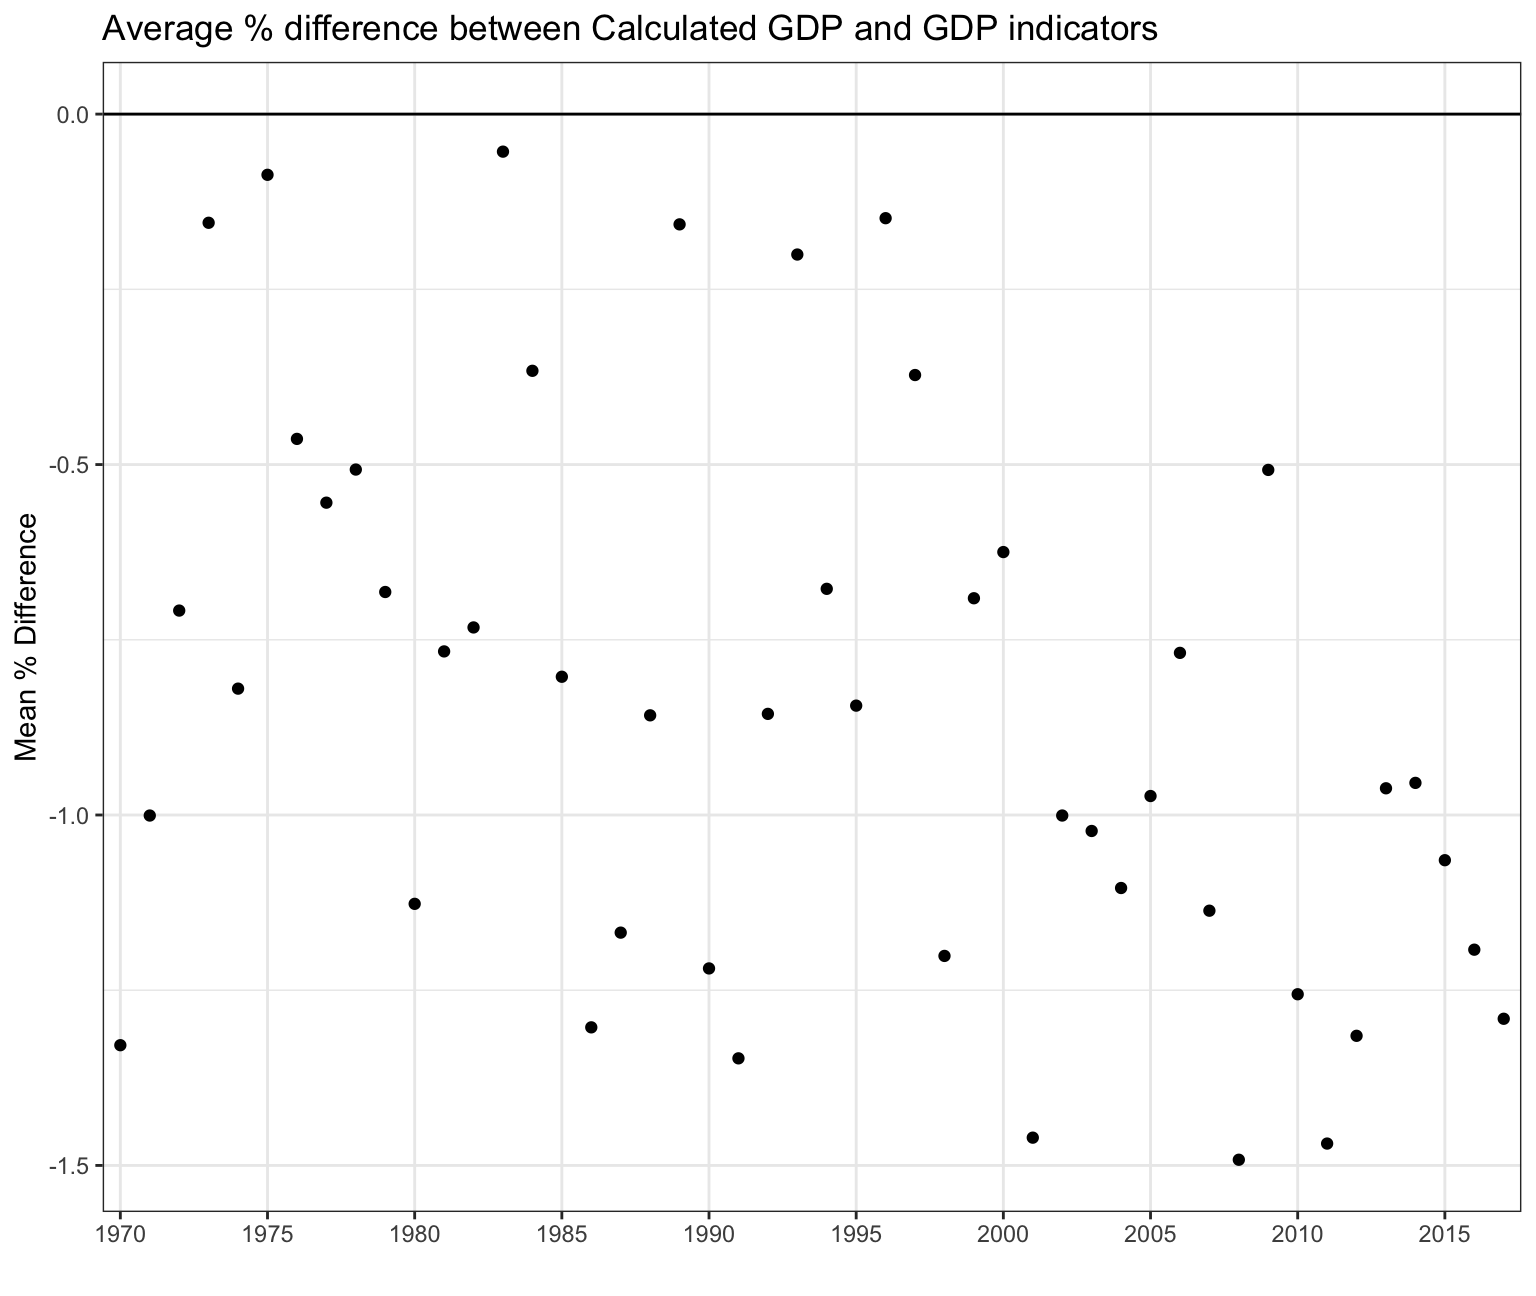 Average % difference between Calculated GDP and GDP indicators
Mean % Difference
0.0
-0.5
-1.0
-1.5
1970 1975 1980 1985 1990 1995 2000 2005 2010 2015